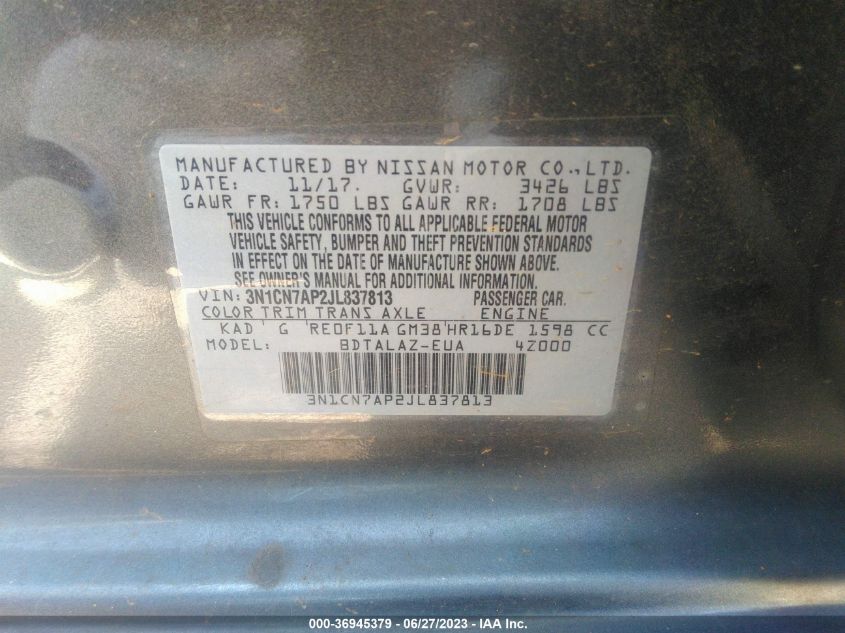 MANUFACTURED BY NISSAN MOTOR CO., LTD.
DATE: 11/17. GVWR: 3426 LBS
GAWR FR: 1750 LBS GAWR RR: 1708 LBS
THIS VEHICLE CONFORMS TO ALL APPLICABLE FEDERAL MOTOR
VEHICLE SAFETY, BUMPER AND THEFT PREVENTION STANDARDS
IN EFFECT ON THE DATE OF MANUFACTURE SHOWN ABOVE.
SEE OWNER'S MANUAL FOR ADDITIONAL INFORMATION.
VIN: 3N1CN7AP2JL837813 PASSENGER CAR.
COLOR TRIM TRANS AXLE ENGINE
KAD ' G 'RE0F11A GM38'HR16DE 1598 CC
MODEL: BDTALAZ-EUA 4Z000
3N1CN7AP2JL837813
000-36945379 - 06/27/2023 - IAA Inc.